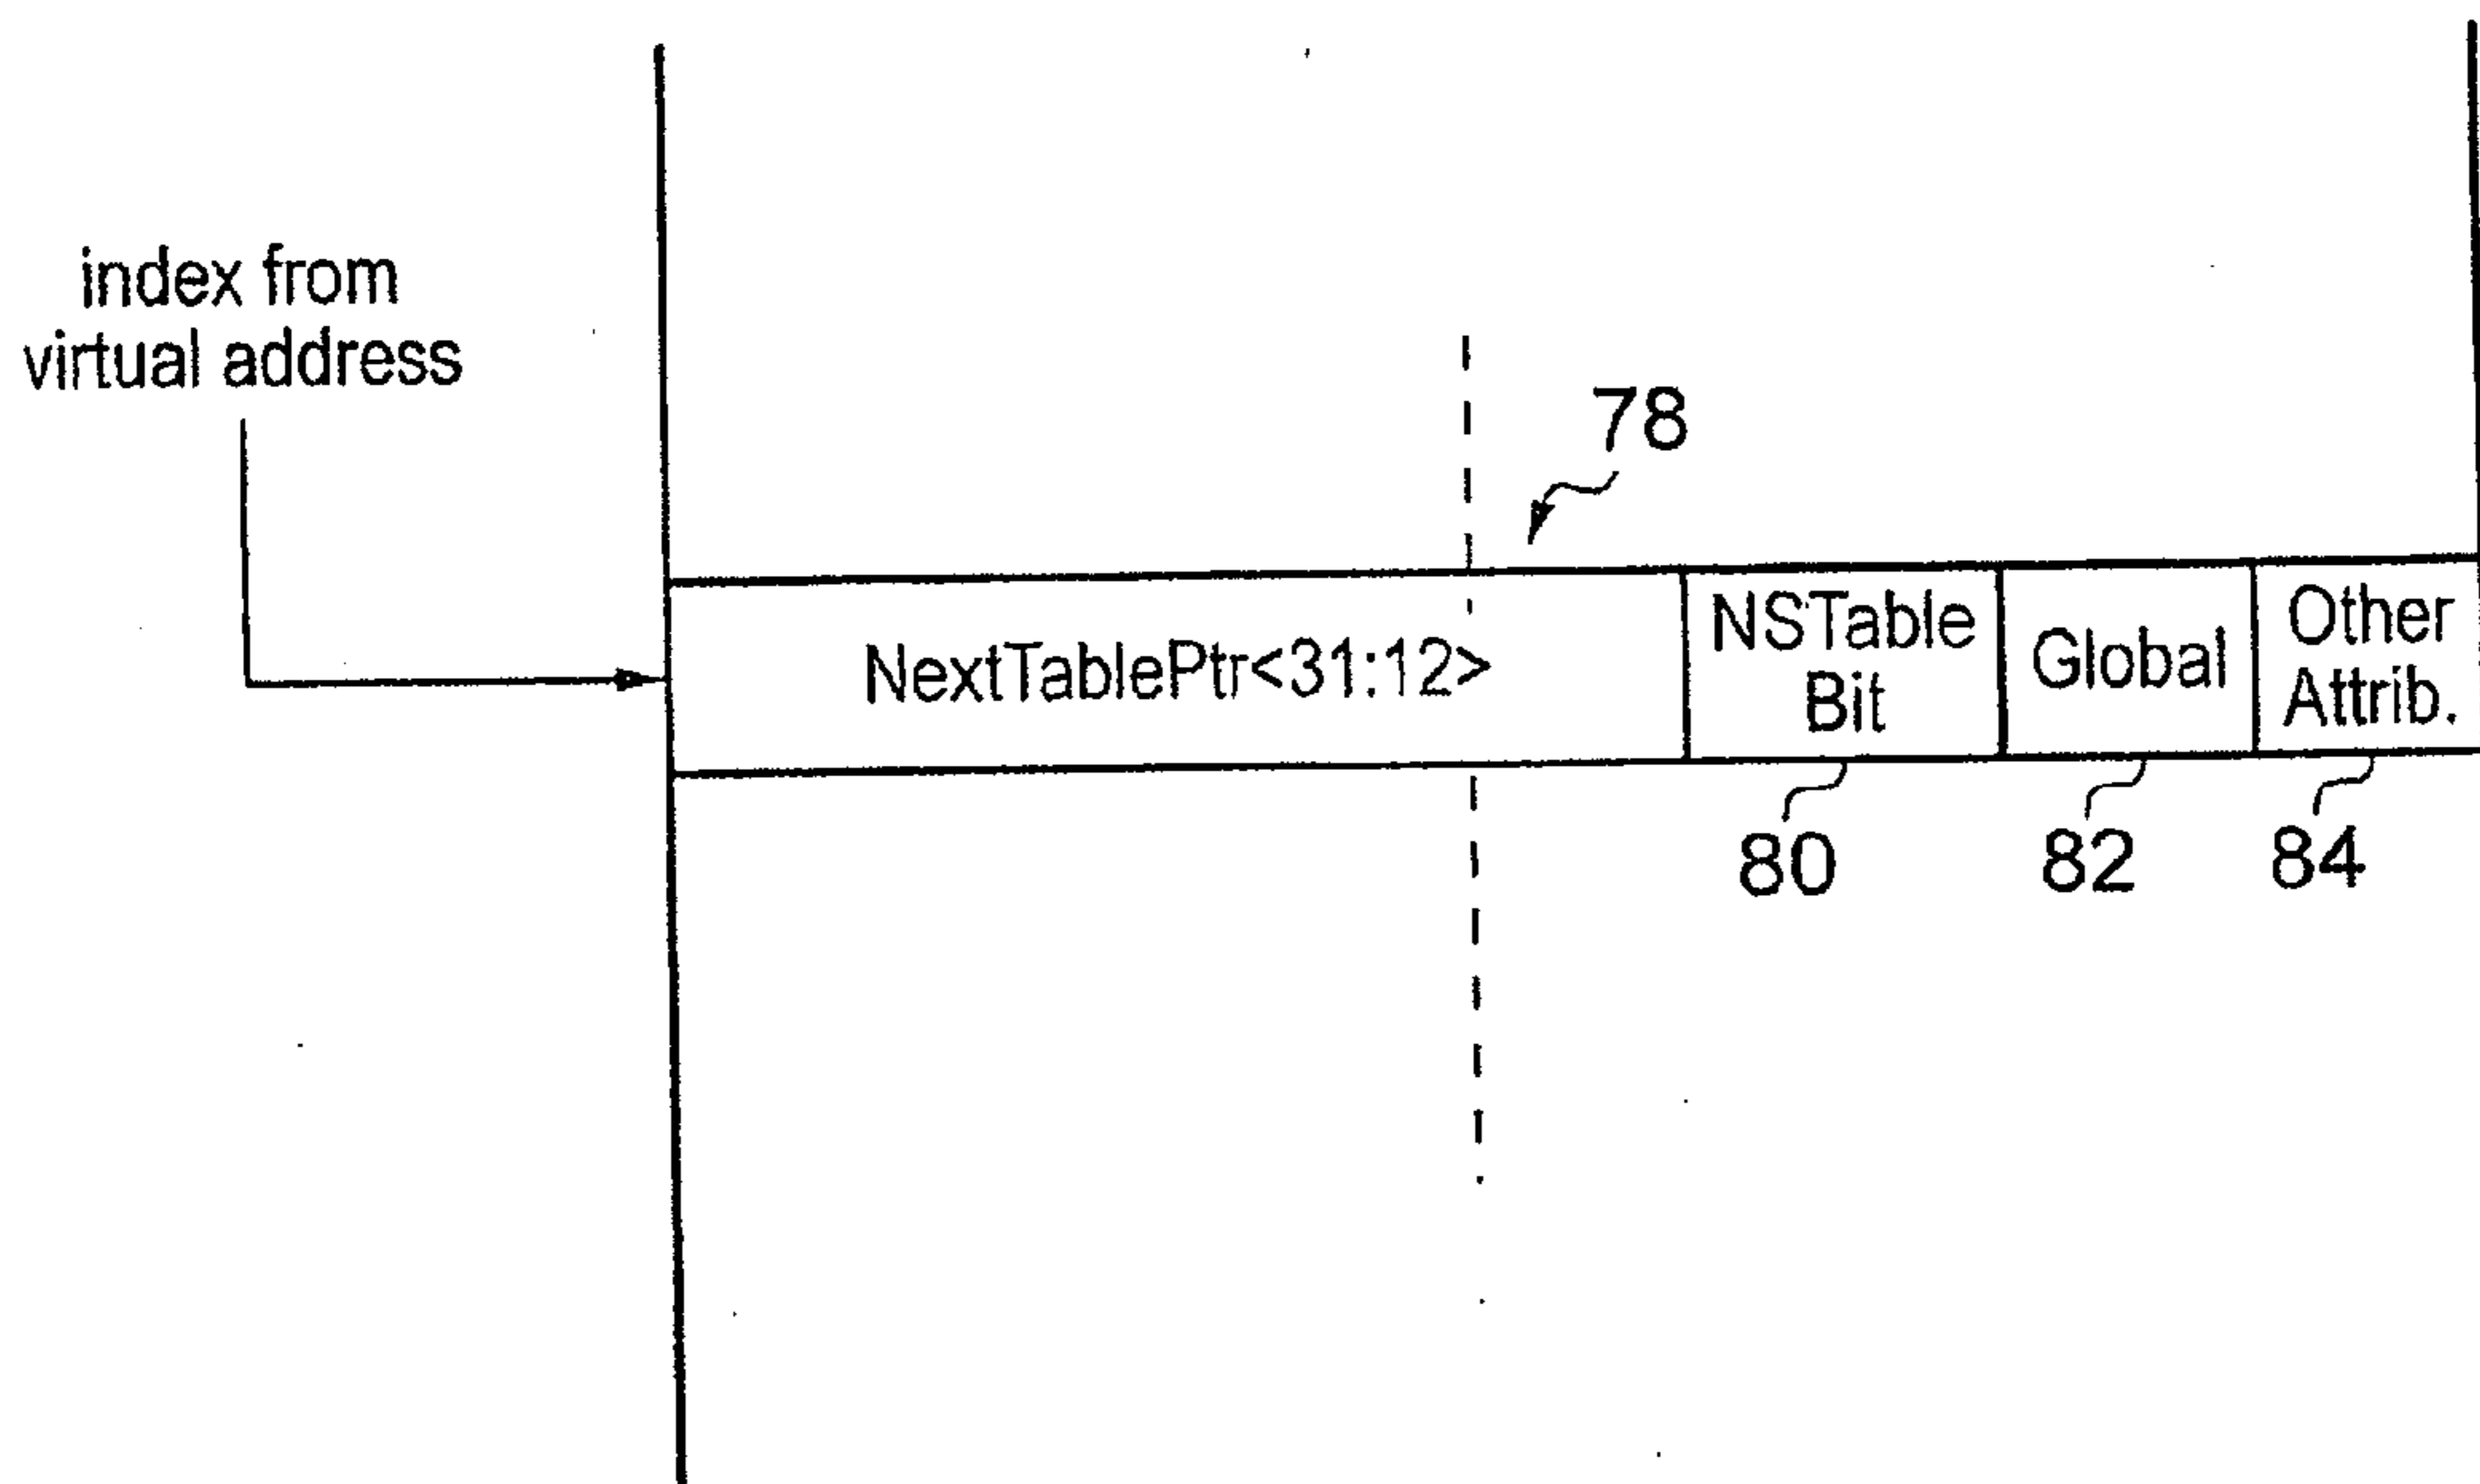 index from
virtual address
78
NextTablePtr<31:12>
NSTable
Bit
Global
Other
Attrib.
80
82
84